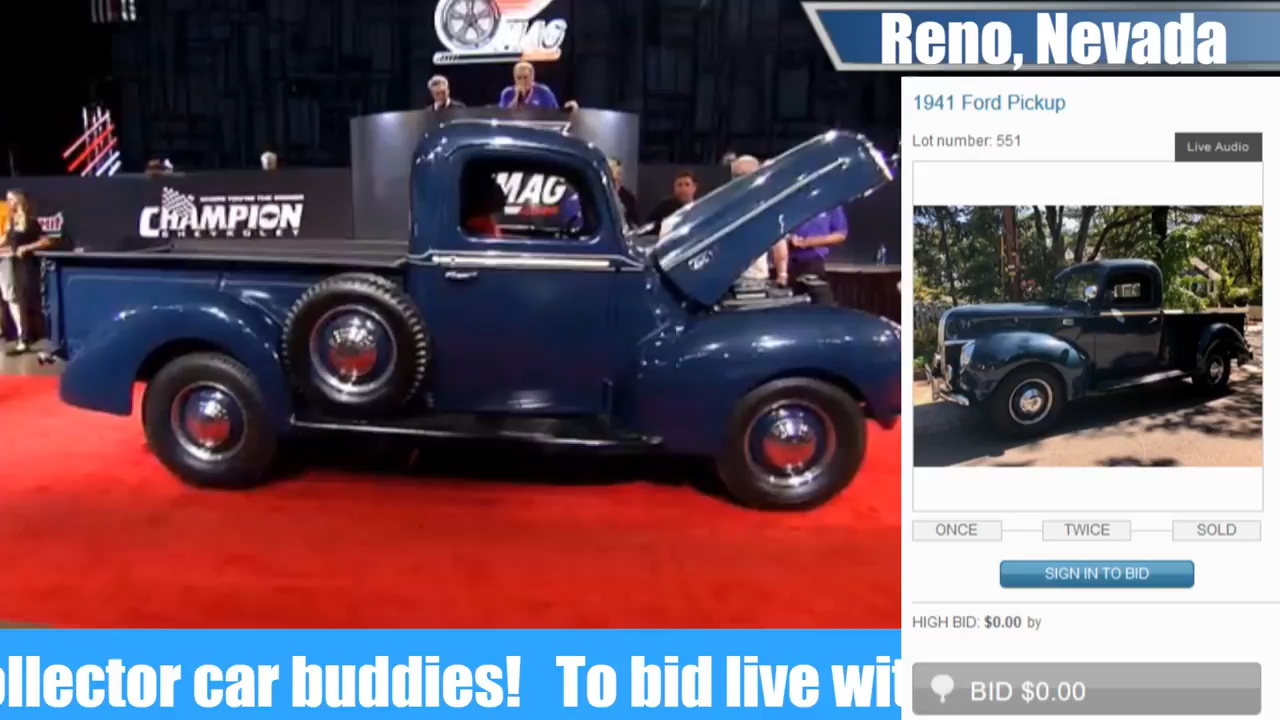 MAG
Reno, Nevada
1941 Ford Pickup
Lot number: 551
Live Audio
CHAMPION
MAG
ONCE
TWICE
SOLD
SIGN IN TO BID
HIGH BID: $0.00 by
BID $0.00
ollector car buddies! To bid live wit